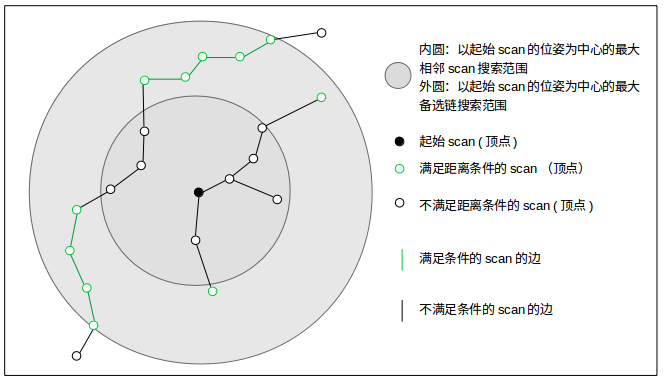 内圆：以起始 scan 的位姿为中心的最大
相邻 scan 搜索范围
外圆：以起始 scan 的位姿为中心的最大
备选链搜索范围
起始 scan ( 顶点 )
满足距离条件的 scan （顶点）
不满足距离条件的 scan ( 顶点 )
满足条件的 scan 的边
不满足条件的 scan 的边